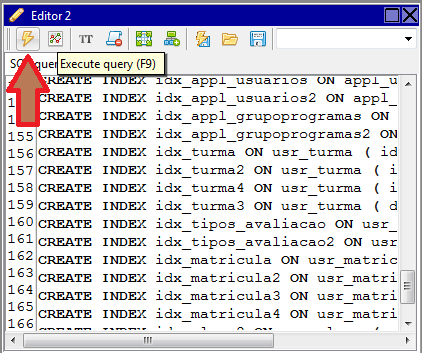 Editor 2
TT
Execute query (F9)
CREATE INDEX idx_appl_usuarios ON appl_u
CREATE INDEX idx_appl_usuarios2 ON appl_
CREATE INDEX idx_appl_grupoprogramas ON
155 CREATE INDEX idx_appl_grupoprogramas2 ON
156 CREATE INDEX idx_turma ON usr_turma ( id
157 CREATE INDEX idx_turma2 ON usr_turma ( i
158 CREATE INDEX idx_turma4 ON usr_turma ( i
159 CREATE INDEX idx_turma3 ON usr_turma ( d
160 CREATE INDEX idx_tipos_avaliacao ON usr_
161 CREATE INDEX idx_tipos_avaliacao2 ON usr
162 CREATE INDEX idx_matricula ON usr_matric
163 CREATE INDEX idx_matricula2 ON usr_matri
164 CREATE INDEX idx_matricula3 ON usr_matri
165 CREATE INDEX idx_matricula4 ON usr_matri
166